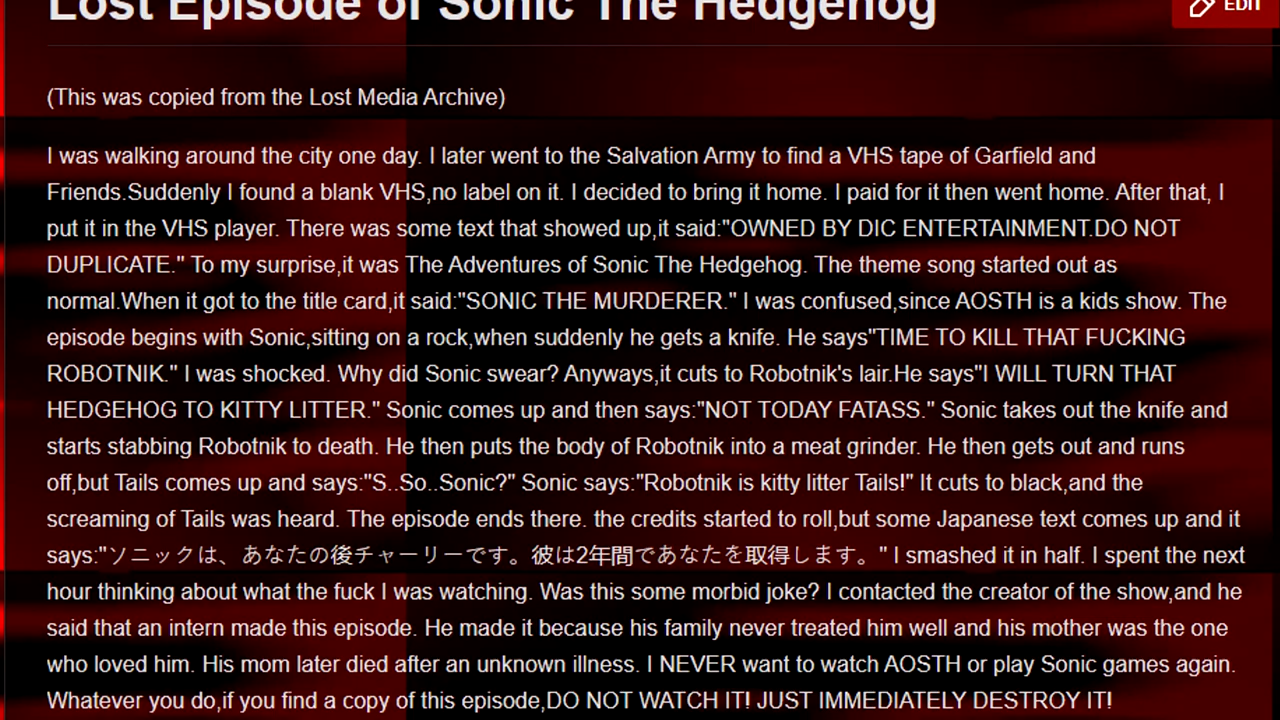 Lost Episode of Sonic The Hedgehog
EDIT
(This was copied from the Lost Media Archive)
I was walking around the city one day. I later went to the Salvation Army to find a VHS tape of Garfield and
Friends.Suddenly I found a blank VHS,no label on it. I decided to bring it home. I paid for it then went home. After that, I
put it in the VHS player. There was some text that showed up,it said:"OWNED BY DIC ENTERTAINMENT.DO NOT
DUPLICATE." To my surprise,it was The Adventures of Sonic The Hedgehog. The theme song started out as
normal.When it got to the title card,it said:"SONIC THE MURDERER." I was confused,since AOSTH is a kids show. The
episode begins with Sonic,sitting on a rock,when suddenly he gets a knife. He says"TIME TO KILL THAT FUCKING
ROBOTNIK." I was shocked. Why did Sonic swear? Anyways,it cuts to Robotnik's lair.He says"I WILL TURN THAT
HEDGEHOG TO KITTY LITTER." Sonic comes up and then says:"NOT TODAY FATASS." Sonic takes out the knife and
starts stabbing Robotnik to death. He then puts the body of Robotnik into a meat grinder. He then gets out and runs
off,but Tails comes up and says:"S..So..Sonic?" Sonic says:"Robotnik is kitty litter Tails!" It cuts to black,and the
screaming of Tails was heard. The episode ends there. the credits started to roll,but some Japanese text comes up and it
says:"ソニックは、あなたの後チャーリーです。彼は2年間であなたを取得します。" I smashed it in half. I spent the next
hour thinking about what the fuck I was watching. Was this some morbid joke? I contacted the creator of the show,and he
said that an intern made this episode. He made it because his family never treated him well and his mother was the one
who loved him. His mom later died after an unknown illness. I NEVER want to watch AOSTH or play Sonic games again.
Whatever you do,if you find a copy of this episode,DO NOT WATCH IT! JUST IMMEDIATELY DESTROY IT!